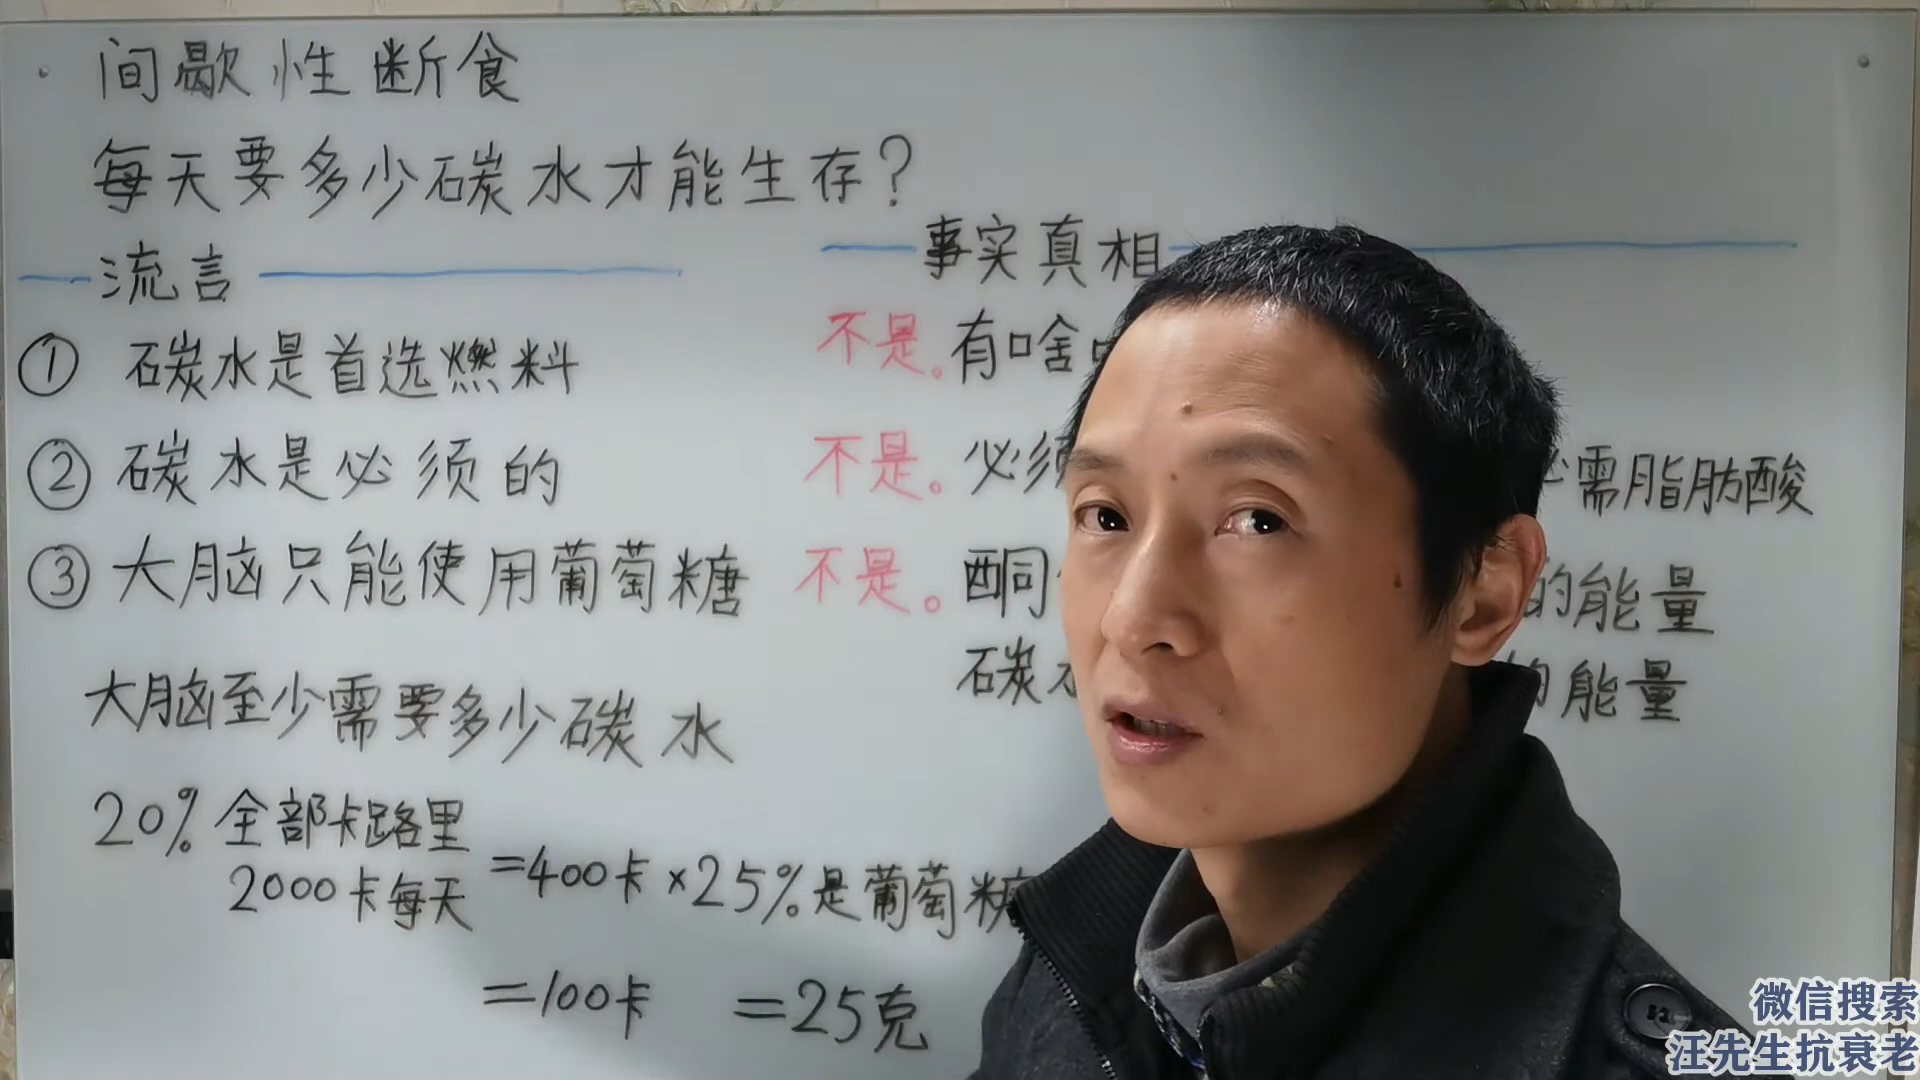 间歇性断食
每天要多少碳水才能生存?
流言
事实真相
① 碳水是首选燃料
不是。有啥
② 碳水是必须的
不是。必须 需脂肪酸
③ 大脑只能使用葡萄糖
不是。酮 的能量
碳水 的能量
大脑至少需要多少碳水
20% 全部卡路里
2000卡每天
=400卡×25%是葡萄糖
=100卡 =25克
微信搜索
汪先生抗衰老